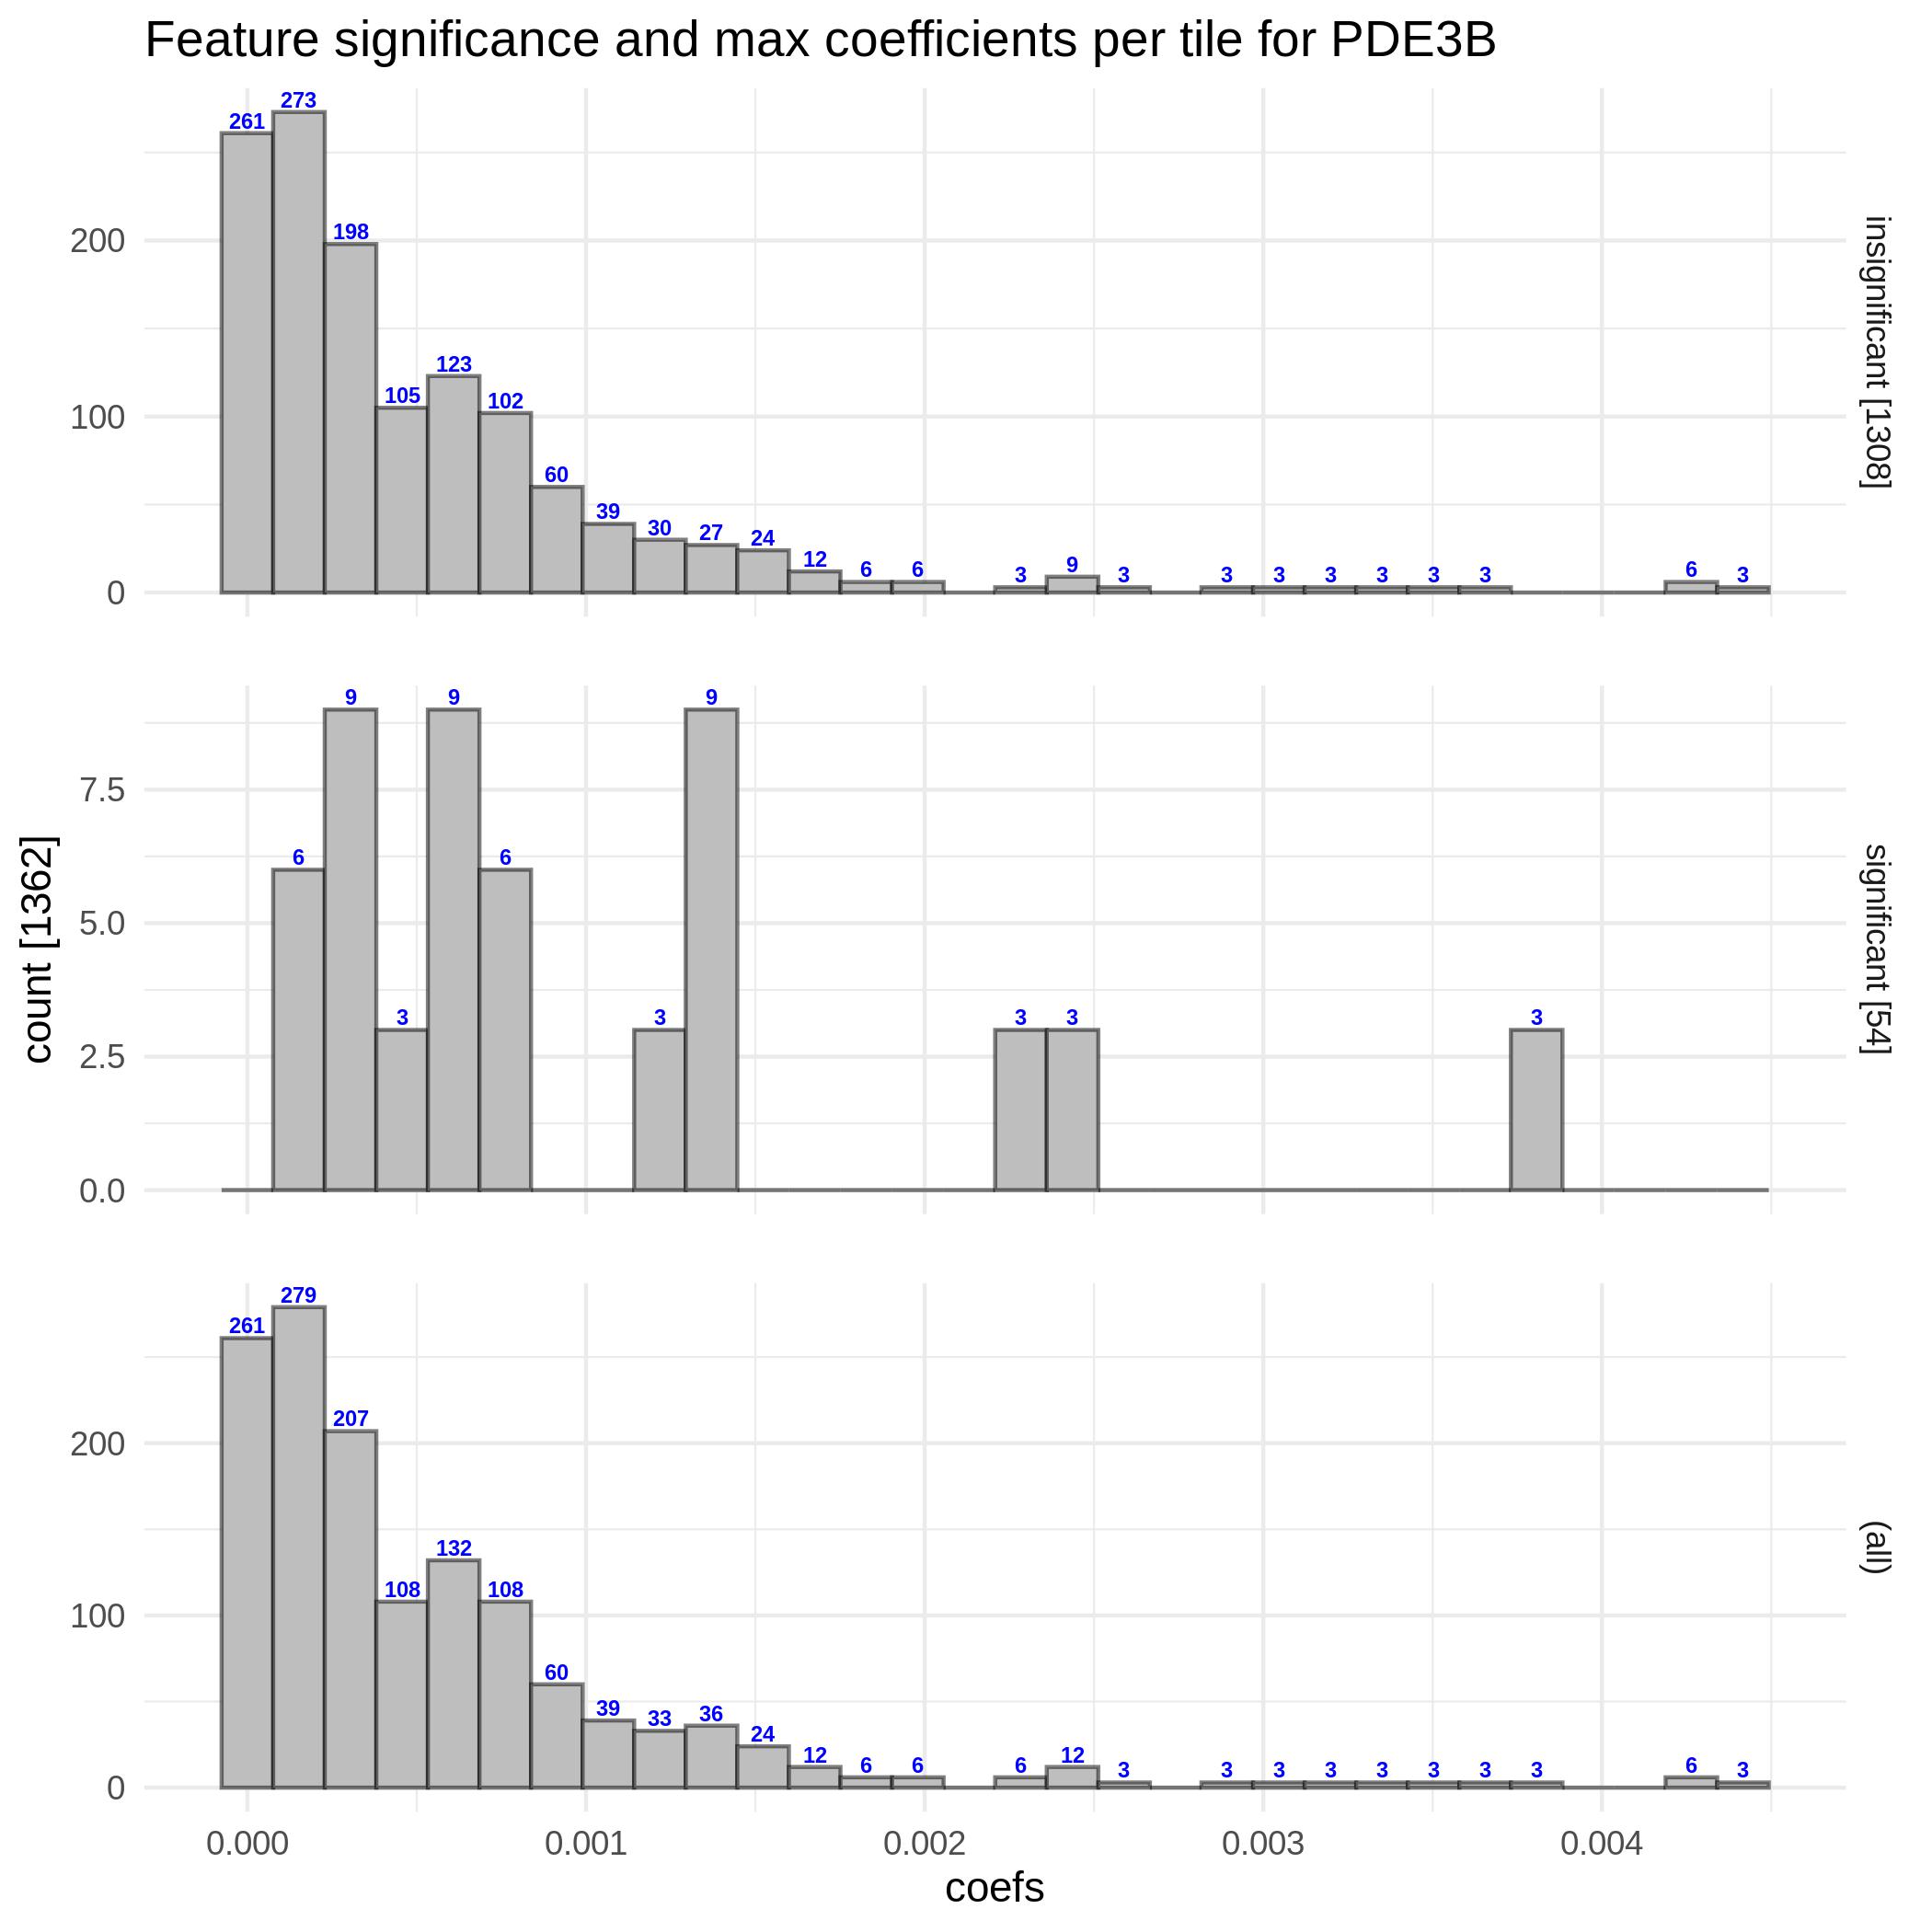 Feature significance and max coefficients per tile for PDE3B
261 273 198 105 123 102 60 39 30 27 24 12 6 6 3 9 3 3 3 3 3 3 3 6 3
200
100
0
insignificant [1308]
6 9 3 9 6 3 9 3 3 3
7.5
5.0
2.5
0.0
count [1362]
significant [54]
261 279 207 108 132 108 60 39 33 36 24 12 6 6 6 12 3 3 3 3 3 3 3 3 6 3
200
100
0
(all)
0.000 0.001 0.002 0.003 0.004
coefs